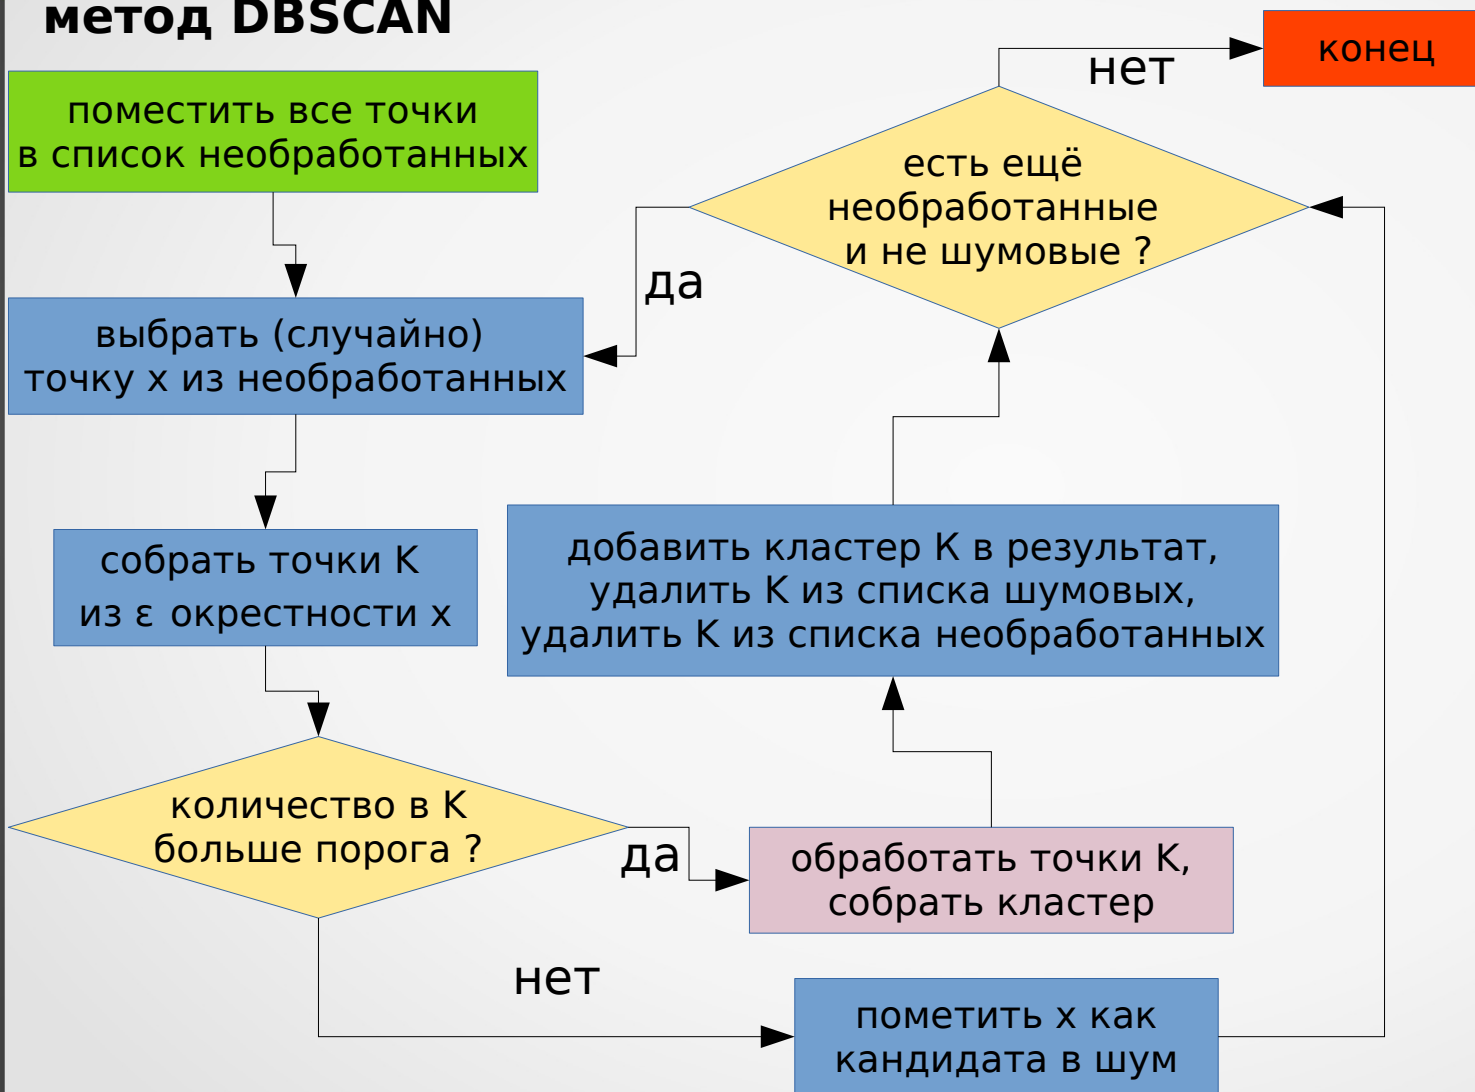 метод DBSCAN
поместить все точки
в список необработанных
выбрать (случайно)
точку x из необработанных
собрать точки K
из ε окрестности x
количество в K
больше порога ?
да
нет
обработать точки K,
собрать кластер
пометить x как
кандидата в шум
добавить кластер K в результат,
удалить K из списка шумовых,
удалить K из списка необработанных
есть ещё
необработанные
и не шумовые ?
да
нет
конец